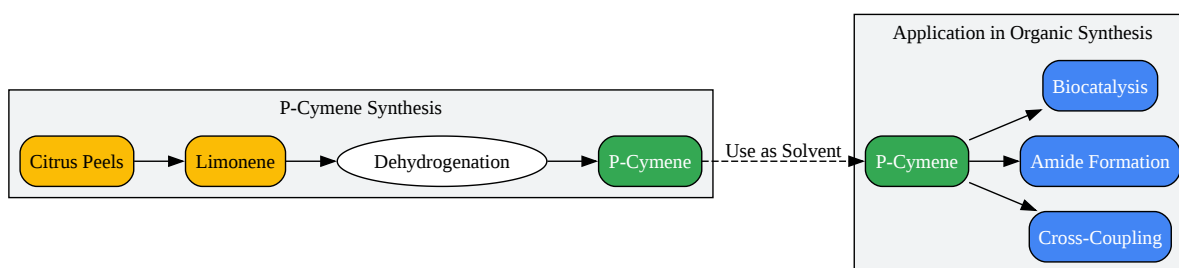 P-Cymene Synthesis
Citrus Peels
Limonene
Dehydrogenation
P-Cymene
Use as Solvent
Application in Organic Synthesis
P-Cymene
Biocatalysis
Amide Formation
Cross-Coupling